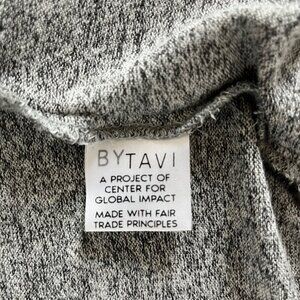 BYTAVI
A PROJECT OF
CENTER FOR
GLOBAL IMPACT
MADE WITH FAIR
TRADE PRINCIPLES